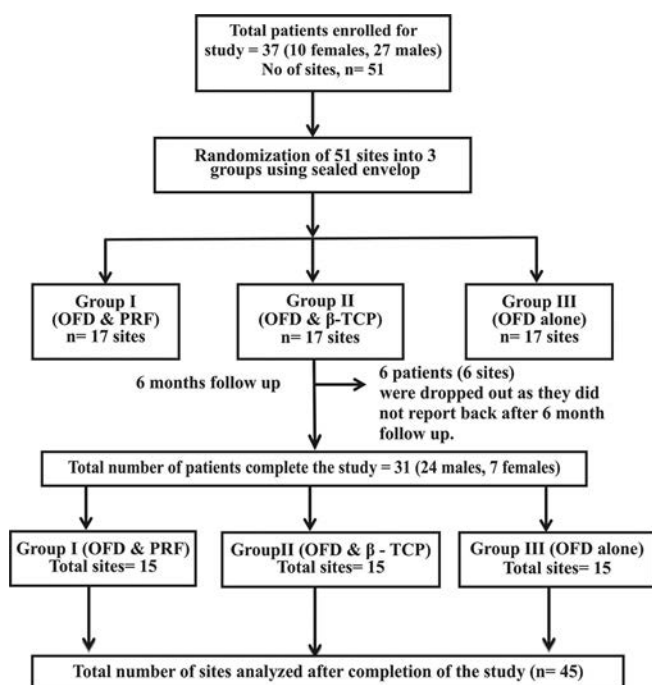 Total patients enrolled for
study = 37 (10 females, 27 males)
No of sites, n= 51
Randomization of 51 sites into 3
groups using sealed envelop
Group I
(OFD & PRF)
n= 17 sites
Group II
(OFD & β-TCP)
n= 17 sites
Group III
(OFD alone)
n= 17 sites
6 months follow up
6 patients (6 sites)
were dropped out as they did
not report back after 6 month
follow up.
Total number of patients complete the study = 31 (24 males, 7 females)
Group I (OFD & PRF)
Total sites= 15
GroupII (OFD & β - TCP)
Total sites= 15
Group III (OFD alone)
Total sites= 15
Total number of sites analyzed after completion of the study (n= 45)